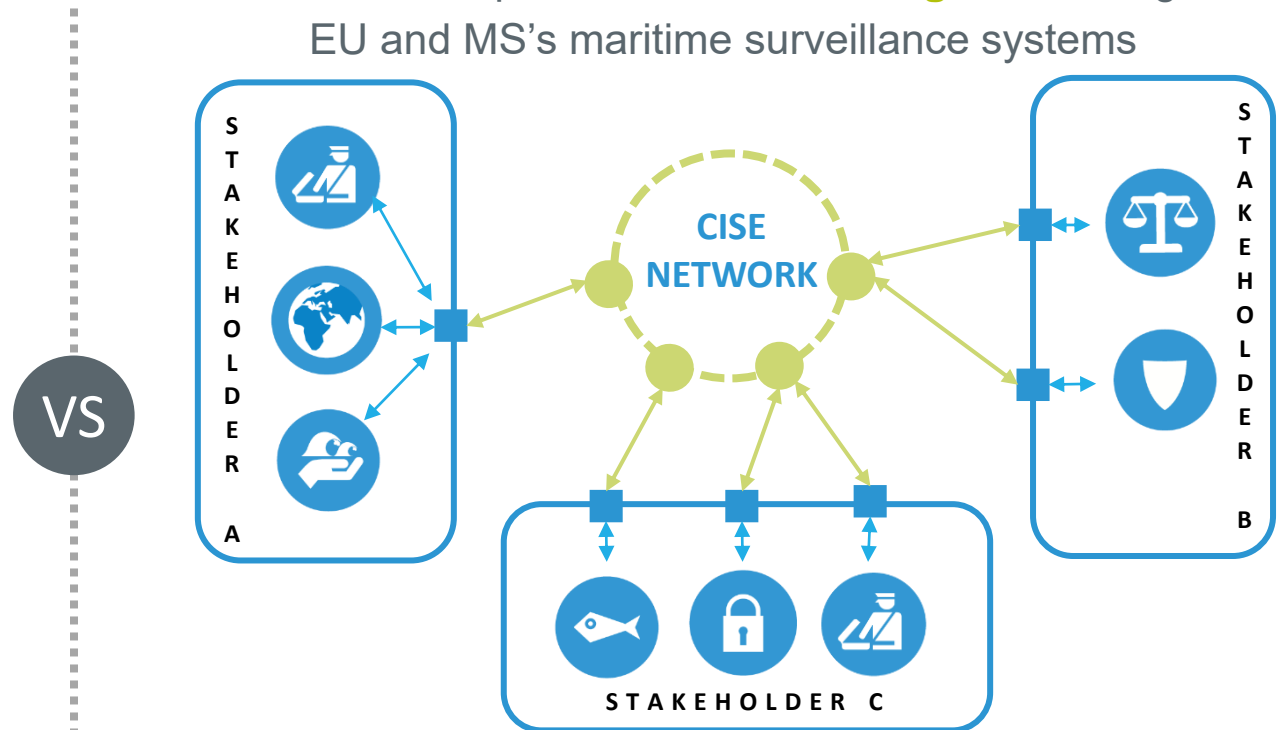 EU and MS's maritime surveillance systems
STAKEHOLDER A
CISE
NETWORK
STAKEHOLDER B
VS
STAKEHOLDER C